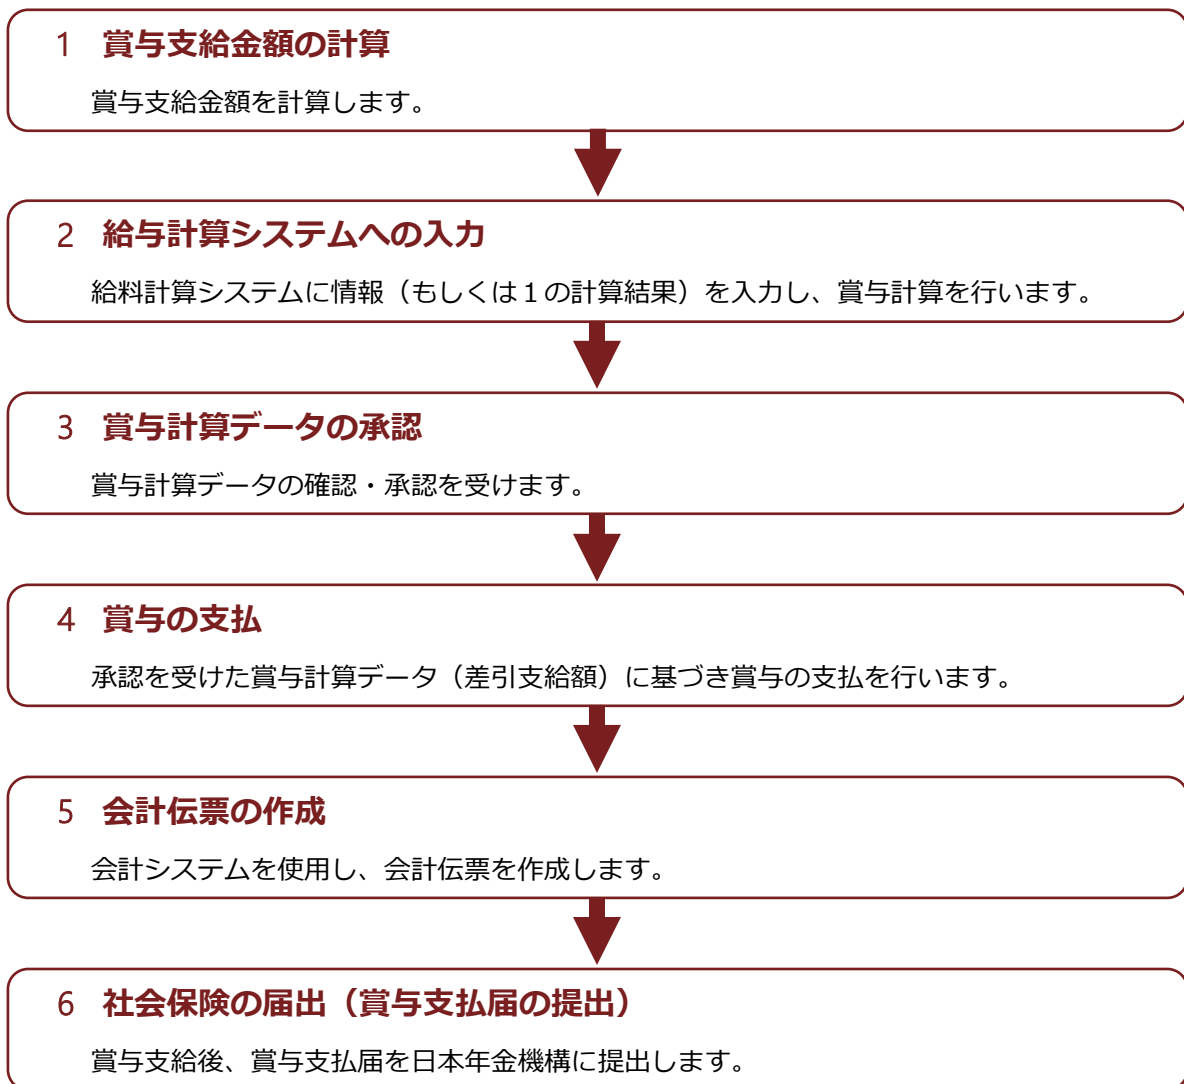 1 賞与支給金額の計算
賞与支給金額を計算します。
2 給与計算システムへの入力
給料計算システムに情報（もしくは１の計算結果）を入力し、賞与計算を行います。
3 賞与計算データの承認
賞与計算データの確認・承認を受けます。
4 賞与の支払
承認を受けた賞与計算データ（差引支給額）に基づき賞与の支払を行います。
5 会計伝票の作成
会計システムを使用し、会計伝票を作成します。
6 社会保険の届出（賞与支払届の提出）
賞与支給後、賞与支払届を日本年金機構に提出します。